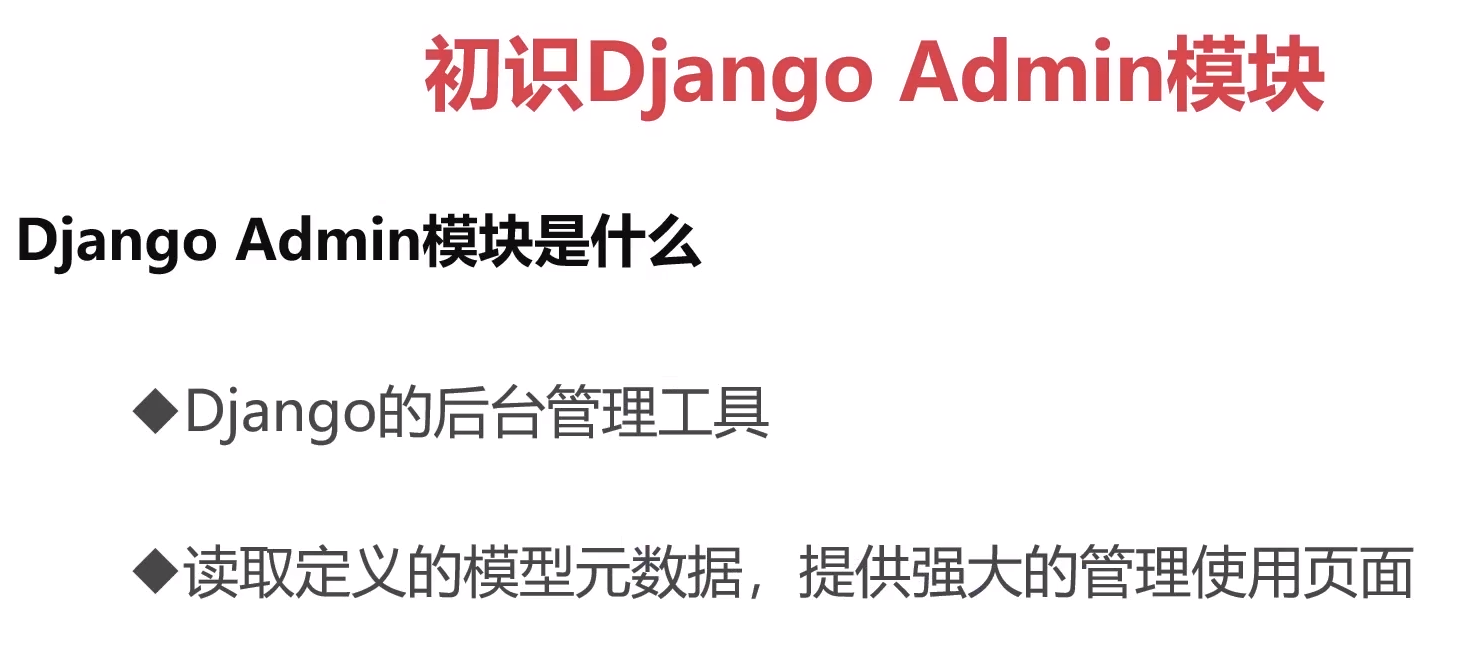 初识Django Admin模块
Django Admin模块是什么
◆Django的后台管理工具
◆读取定义的模型元数据，提供强大的管理使用页面